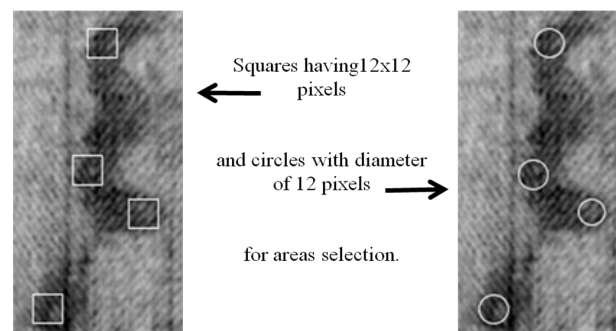 Squares having12x12
pixels
and circles with diameter
of 12 pixels
for areas selection.